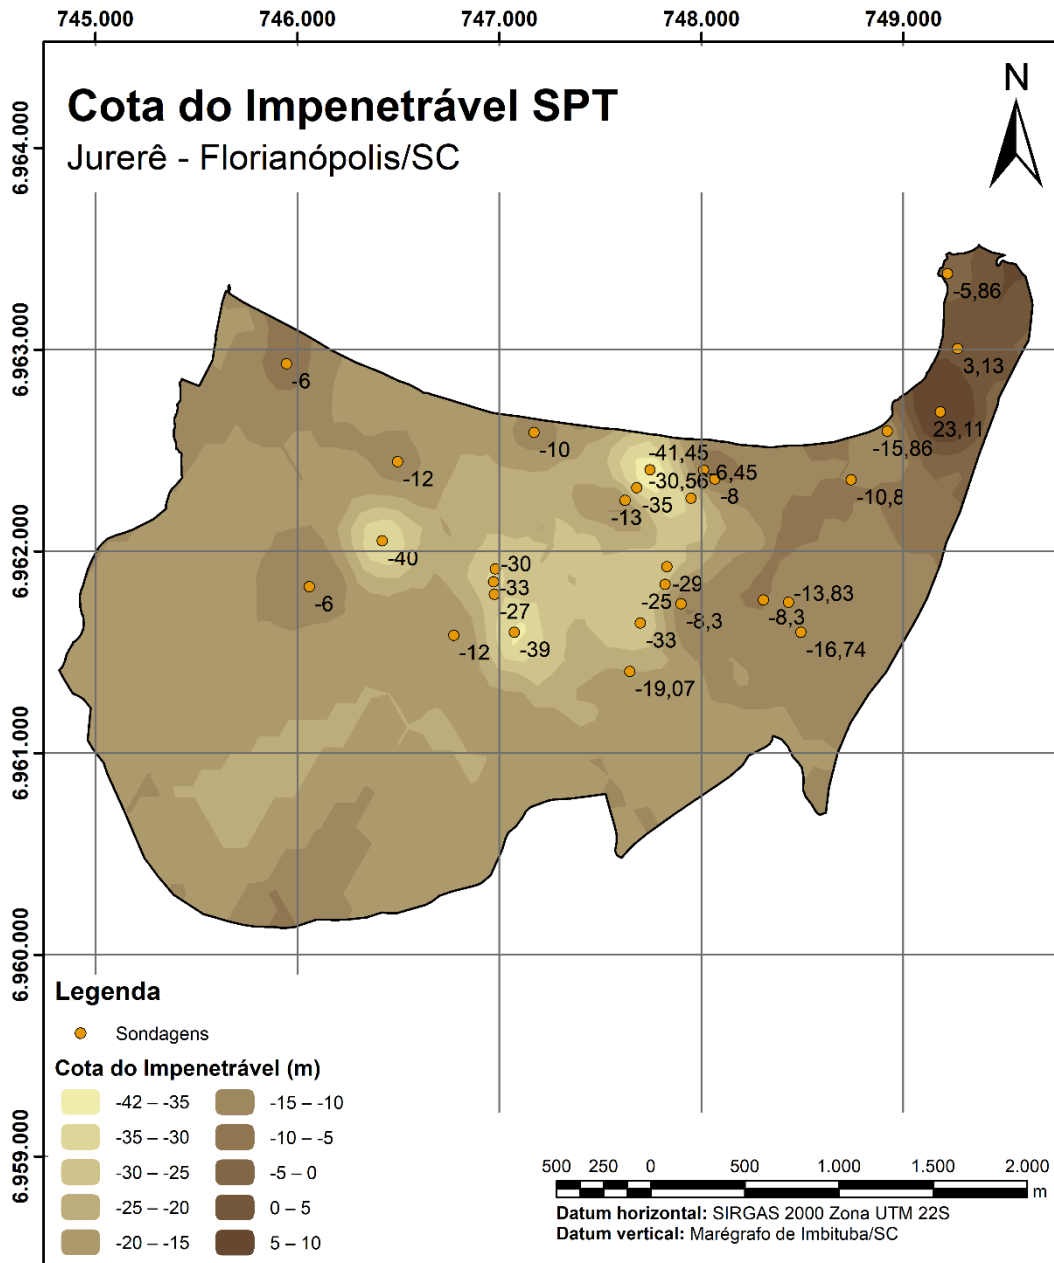 745.000 746.000 747.000 748.000 749.000
Cota do Impenetrável SPT
Jurerê - Florianópolis/SC
N
6.964.000
6.963.000
6.962.000
6.961.000
6.960.000
6.959.000
-5,86
3,13
-6
23,11
-15,86
-10
-41,45
-12
-30,56
-6,45
-35
-8
-10,8
-13
-40
-30
-33
-29
-6
-27
-25
-13,83
-8,3
-8,3
-33
-12
-39
-16,74
-19,07
Legenda
Sondagens
Cota do Impenetrável (m)
-42 – -35
-35 – -30
-30 – -25
-25 – -20
-20 – -15
-15 – -10
-10 – -5
-5 – 0
0 – 5
5 – 10
500 250 0 500 1.000 1.500 2.000
m
Datum horizontal: SIRGAS 2000 Zona UTM 22S
Datum vertical: Marégrafo de Imbituba/SC